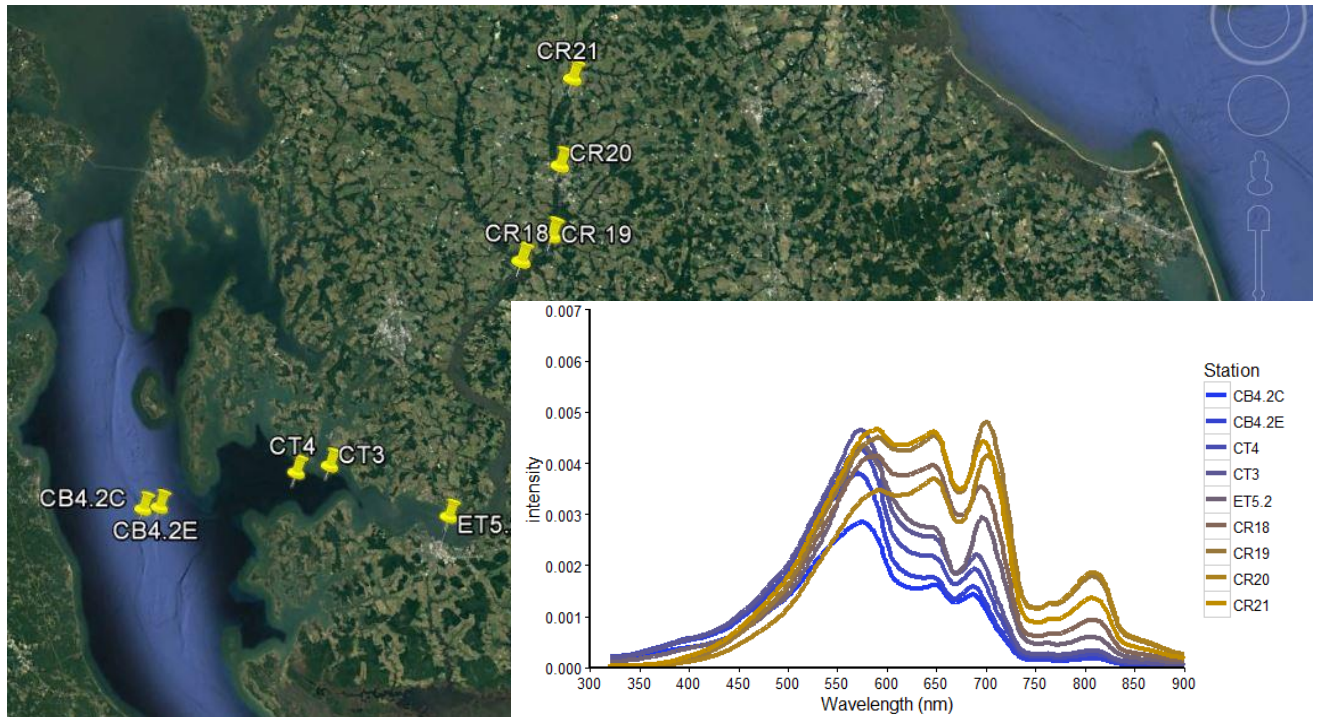 CR21
CR20
CR18
CR 19
CT4
CT3
CB4.2C
CB4.2E
ET5.
0.007
0.006
0.005
0.004
0.003
0.002
0.001
0.000
intensity
300
350
400
450
500
550
600
650
700
750
800
850
900
Wavelength (nm)
Station
CB4.2C
CB4.2E
CT4
CT3
ET5.2
CR18
CR19
CR20
CR21